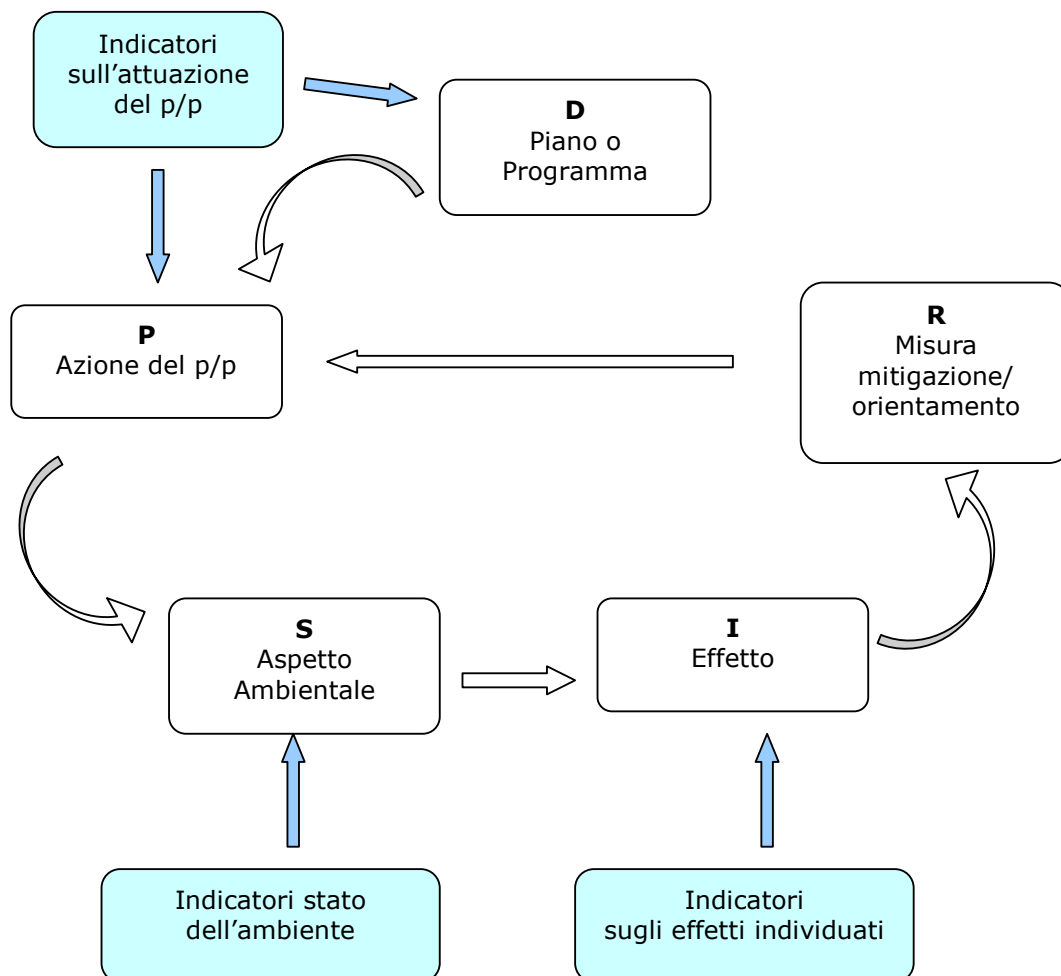 Indicatori
sull'attuazione
del p/p
D
Piano o
Programma
P
Azione del p/p
R
Misura
mitigazione/
orientamento
S
Aspetto
Ambientale
I
Effetto
Indicatori stato
dell'ambiente
Indicatori
sugli effetti individuati